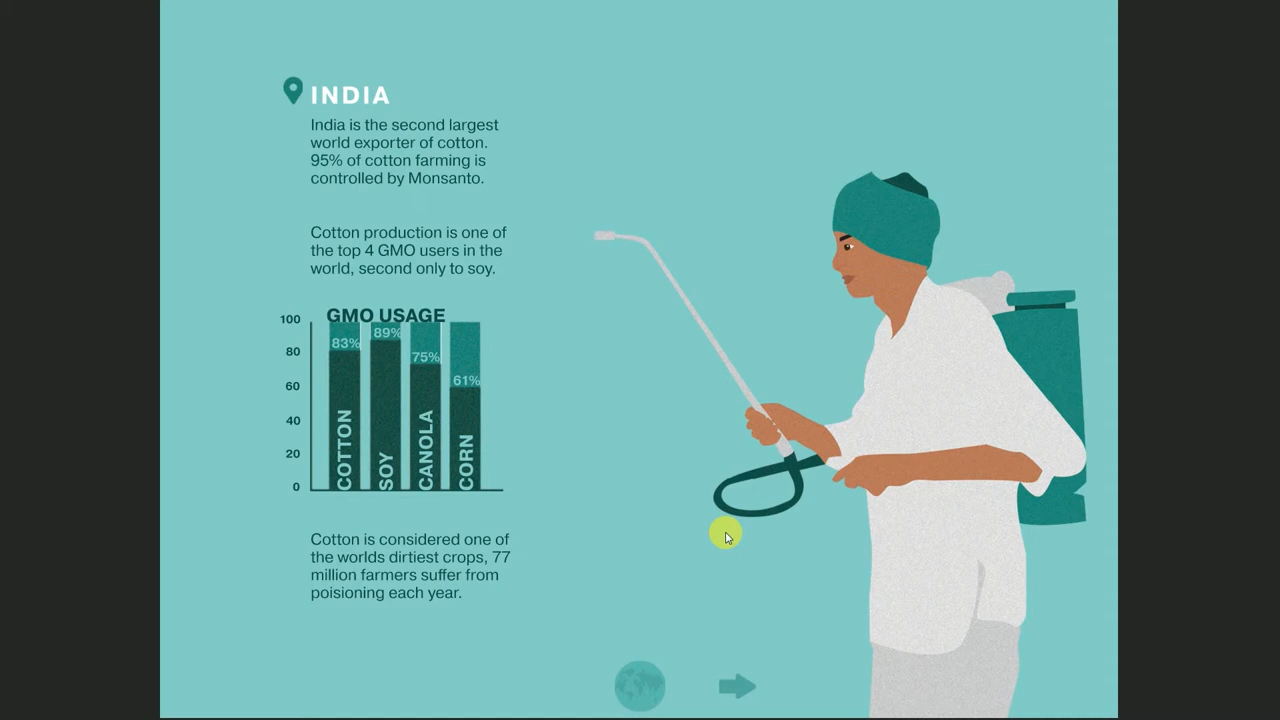 INDIA
India is the second largest
world exporter of cotton.
95% of cotton farming is
controlled by Monsanto.
Cotton production is one of
the top 4 GMO users in the
world, second only to soy.
GMO USAGE
100
80
60
40
20
0
83%
89%
75%
61%
COTTON
SOY
CANOLA
CORN
Cotton is considered one of
the worlds dirtiest crops, 77
million farmers suffer from
poisioning each year.